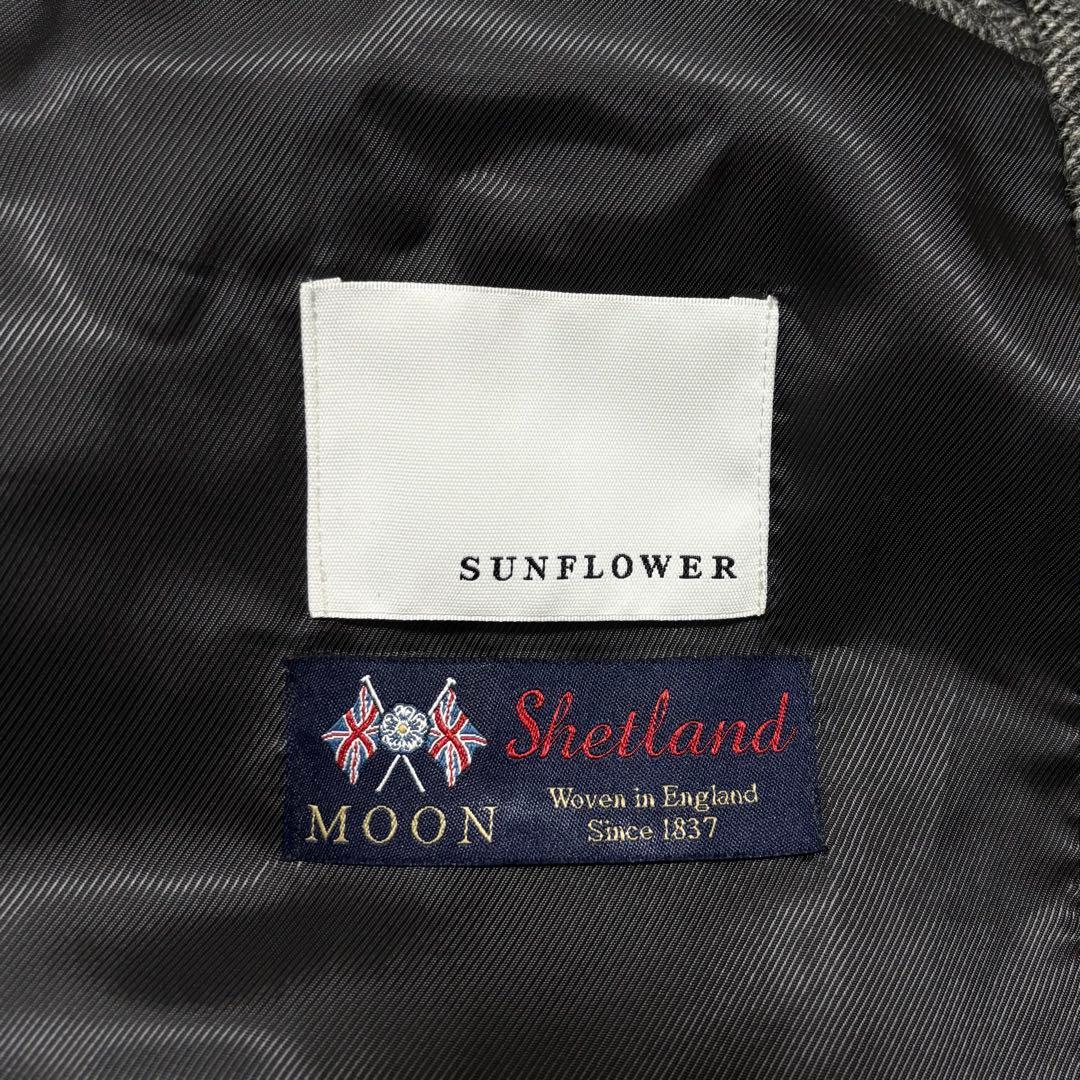 SUNFLOWER
Shetland
MOON
Woven in England
Since 1837